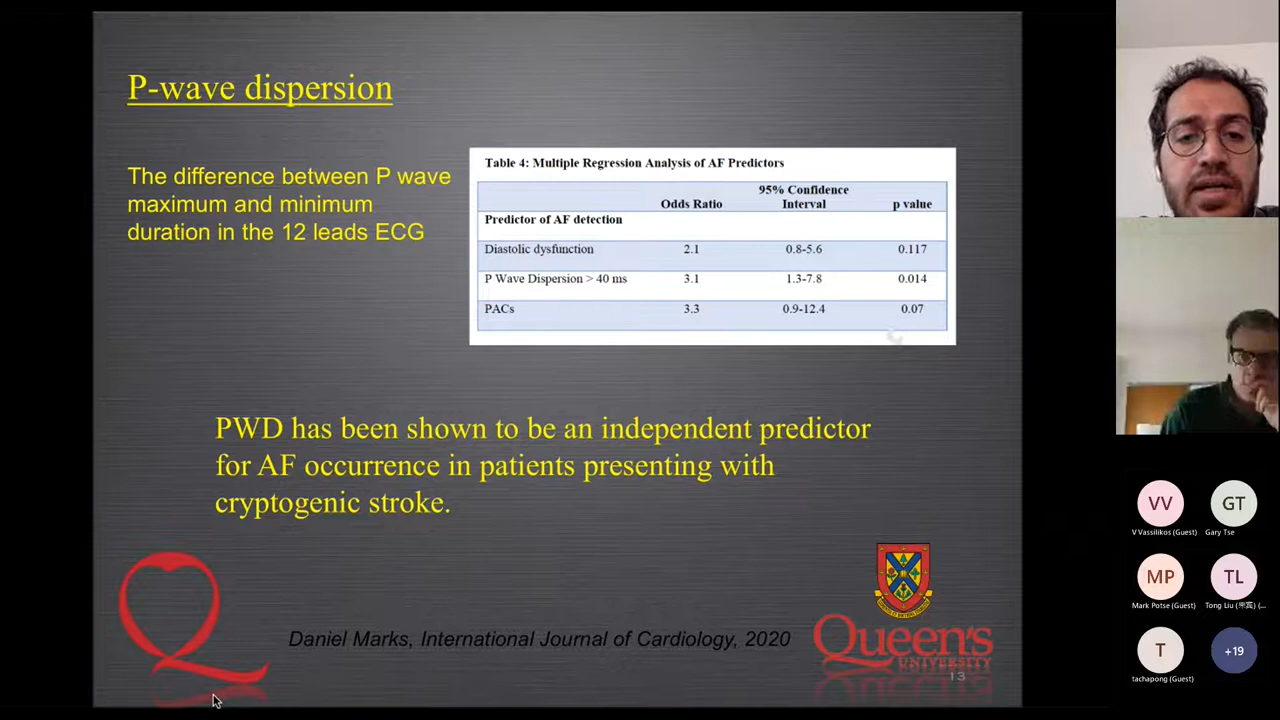 P-wave dispersion
The difference between P wave
maximum and minimum
duration in the 12 leads ECG
Table 4: Multiple Regression Analysis of AF Predictors
Odds Ratio 95% Confidence Interval p value
Predictor of AF detection
Diastolic dysfunction 2.1 0.8-5.6 0.117
P Wave Dispersion > 40 ms 3.1 1.3-7.8 0.014
PACs 3.3 0.9-12.4 0.07
PWD has been shown to be an independent predictor
for AF occurrence in patients presenting with
cryptogenic stroke.
Daniel Marks, International Journal of Cardiology, 2020
Queen's
UNIVERSITY
13
VV GT
V Vassilikos (Guest) Gary Tse
MP TL
Mark Potse (Guest) Tong Liu (...
T +19
tachapong (Guest)